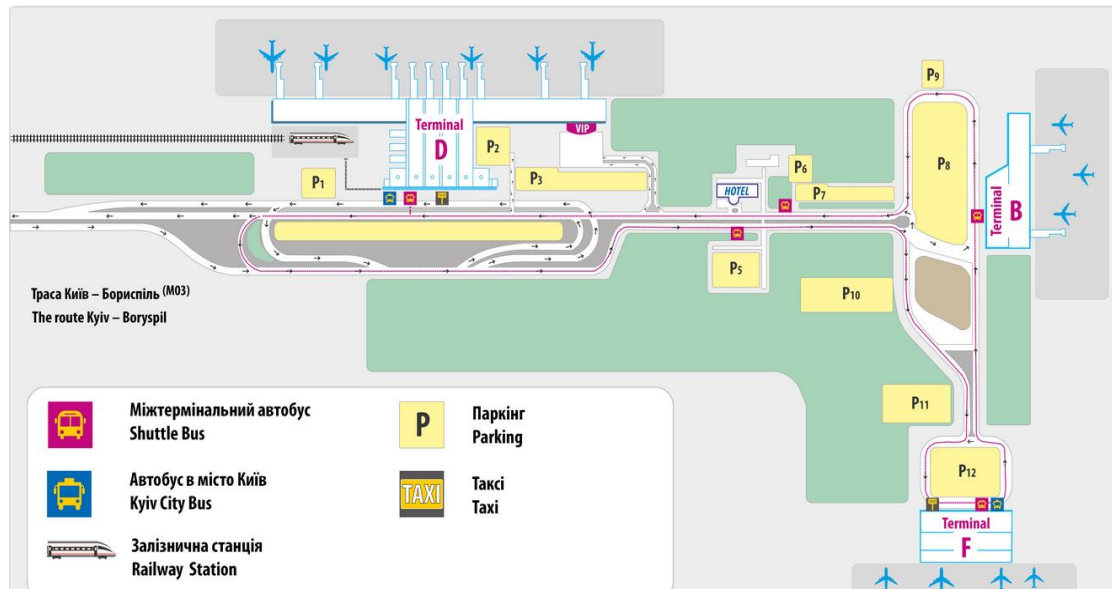 P9
Terminal
D
VIP
P2
P8
P1
P3
P6
P7
HOTEL
Terminal
B
P5
P10
Траса Київ – Бориспіль (М03)
The route Kyiv – Boryspil
P11
P12
Terminal
F
Міжтермінальний автобус
Shuttle Bus
P
Паркінг
Parking
Автобус в місто Київ
Kyiv City Bus
TAXI
Таксі
Taxi
Залізнична станція
Railway Station